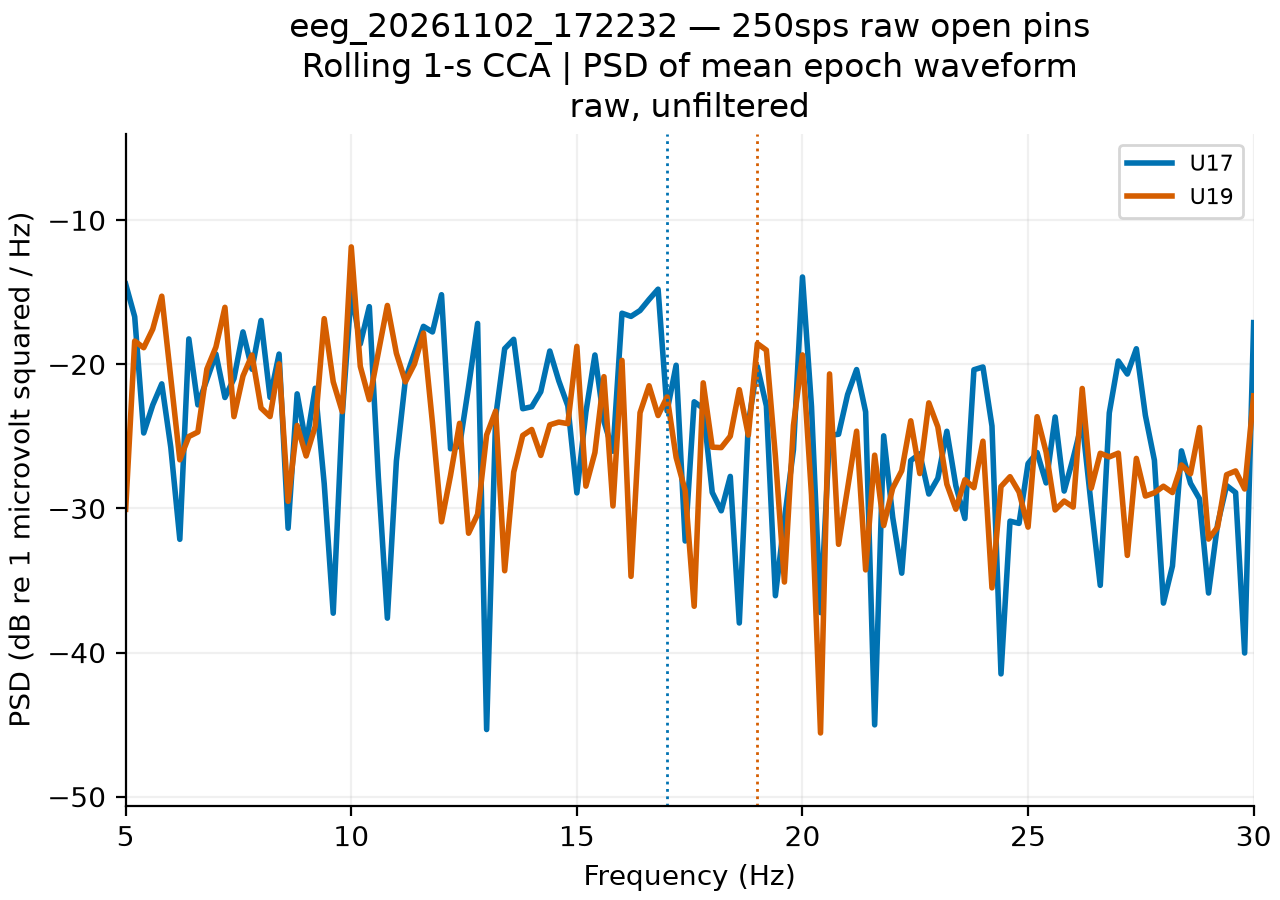 eeg_20261102_172232 — 250sps raw open pins
Rolling 1-s CCA | PSD of mean epoch waveform
raw, unfiltered
U17
U19
PSD (dB re 1 microvolt squared / Hz)
−10
−20
−30
−40
−50
5 10 15 20 25 30
Frequency (Hz)